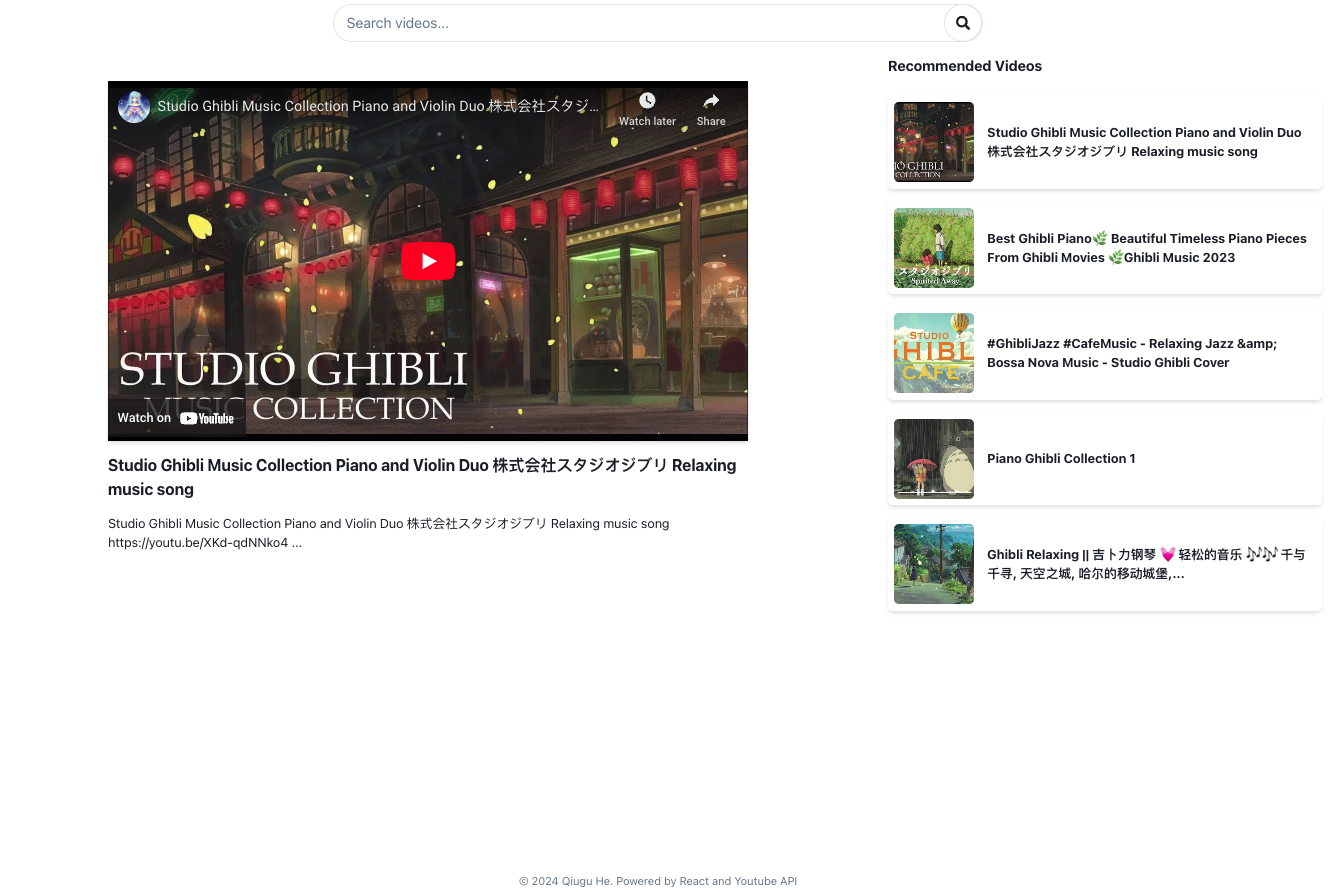 Search videos...
Studio Ghibli Music Collection Piano and Violin Duo 株式会社スタジ...
Watch later
Share
STUDIO GHIBLI
MUSIC COLLECTION
Watch on YouTube
Studio Ghibli Music Collection Piano and Violin Duo 株式会社スタジオジブリ Relaxing
music song
Studio Ghibli Music Collection Piano and Violin Duo 株式会社スタジオジブリ Relaxing music song
https://youtu.be/XKd-qdNNko4 ...
Recommended Videos
IO GHIBLI
COLLECTION
Studio Ghibli Music Collection Piano and Violin Duo
株式会社スタジオジブリ Relaxing music song
スタジオジブリ
Spirited Away
Best Ghibli Piano🌿 Beautiful Timeless Piano Pieces
From Ghibli Movies 🌿Ghibli Music 2023
STUDIO
HIBL
CAFE
#GhibliJazz #CafeMusic - Relaxing Jazz &amp;amp;
Bossa Nova Music - Studio Ghibli Cover
Piano Ghibli Collection 1
Ghibli Relaxing || 吉卜力钢琴 💓 轻松的音乐 🎶🎶 千与
千寻, 天空之城, 哈尔的移动城堡,...
© 2024 Qiugu He. Powered by React and Youtube API